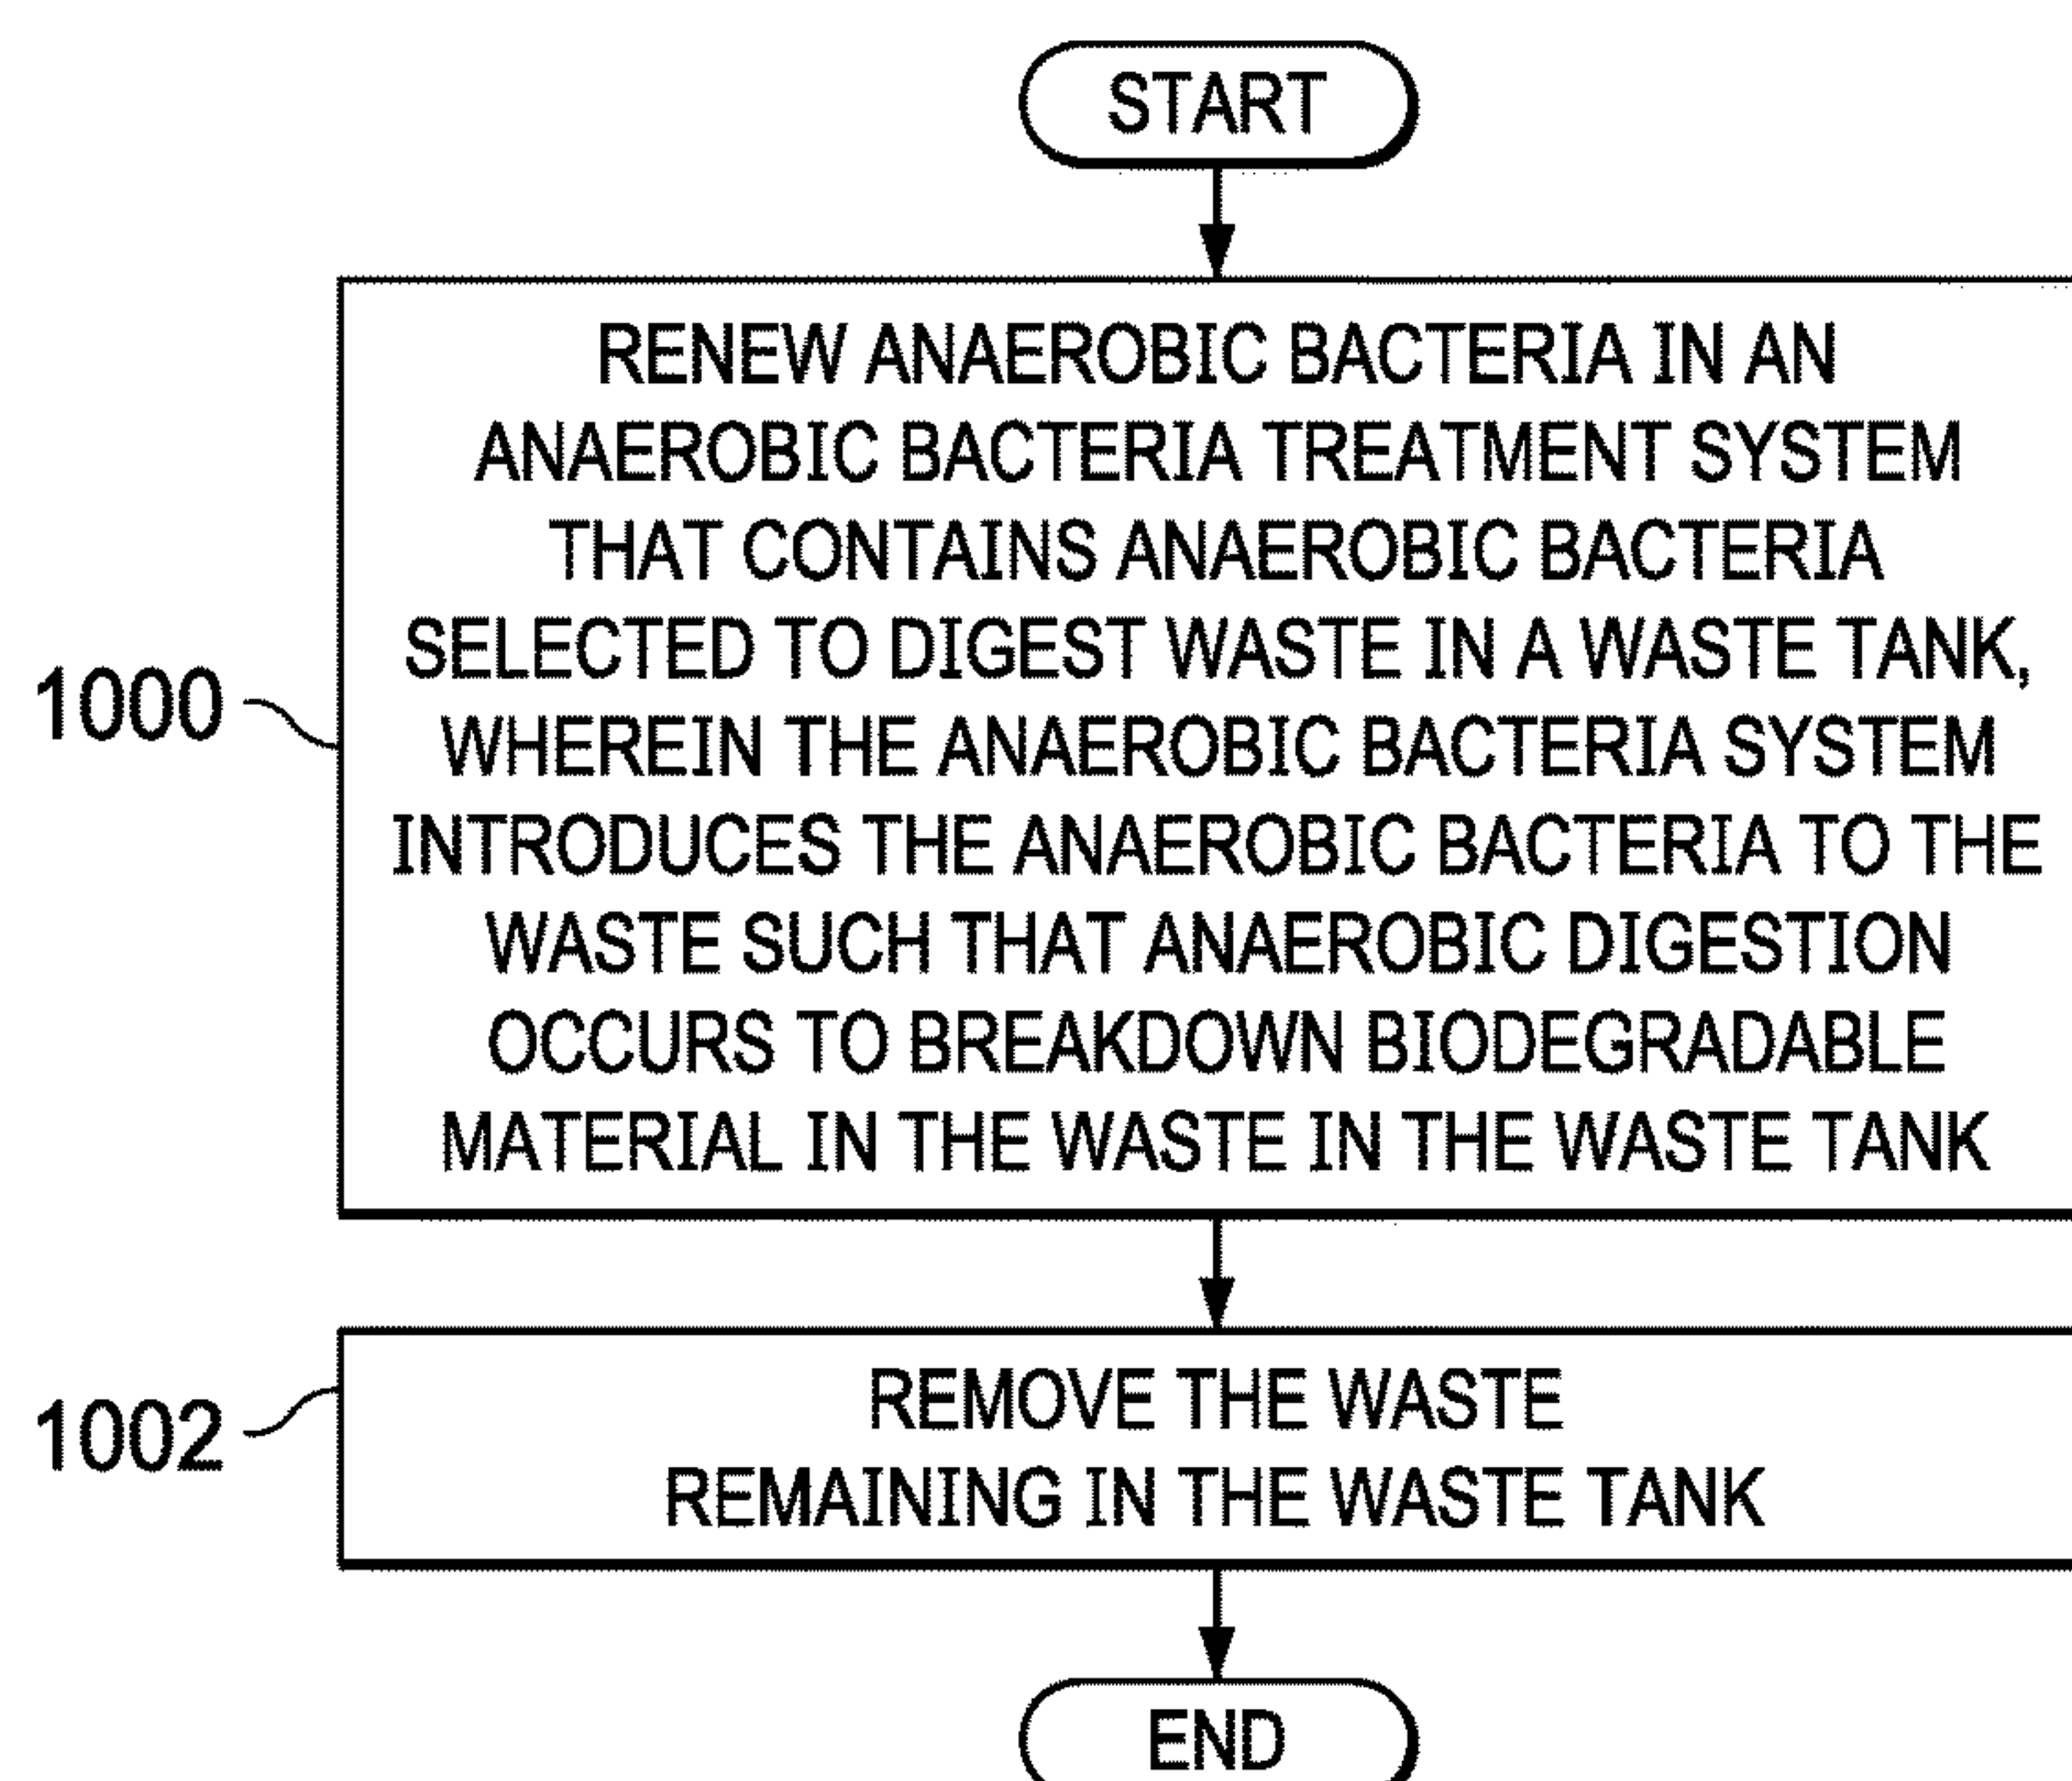 START
RENEW ANAEROBIC BACTERIA IN AN
ANAEROBIC BACTERIA TREATMENT SYSTEM
THAT CONTAINS ANAEROBIC BACTERIA
SELECTED TO DIGEST WASTE IN A WASTE TANK,
WHEREIN THE ANAEROBIC BACTERIA SYSTEM
INTRODUCES THE ANAEROBIC BACTERIA TO THE
WASTE SUCH THAT ANAEROBIC DIGESTION
OCCURS TO BREAKDOWN BIODEGRADABLE
MATERIAL IN THE WASTE IN THE WASTE TANK
1000
REMOVE THE WASTE
REMAINING IN THE WASTE TANK
1002
END